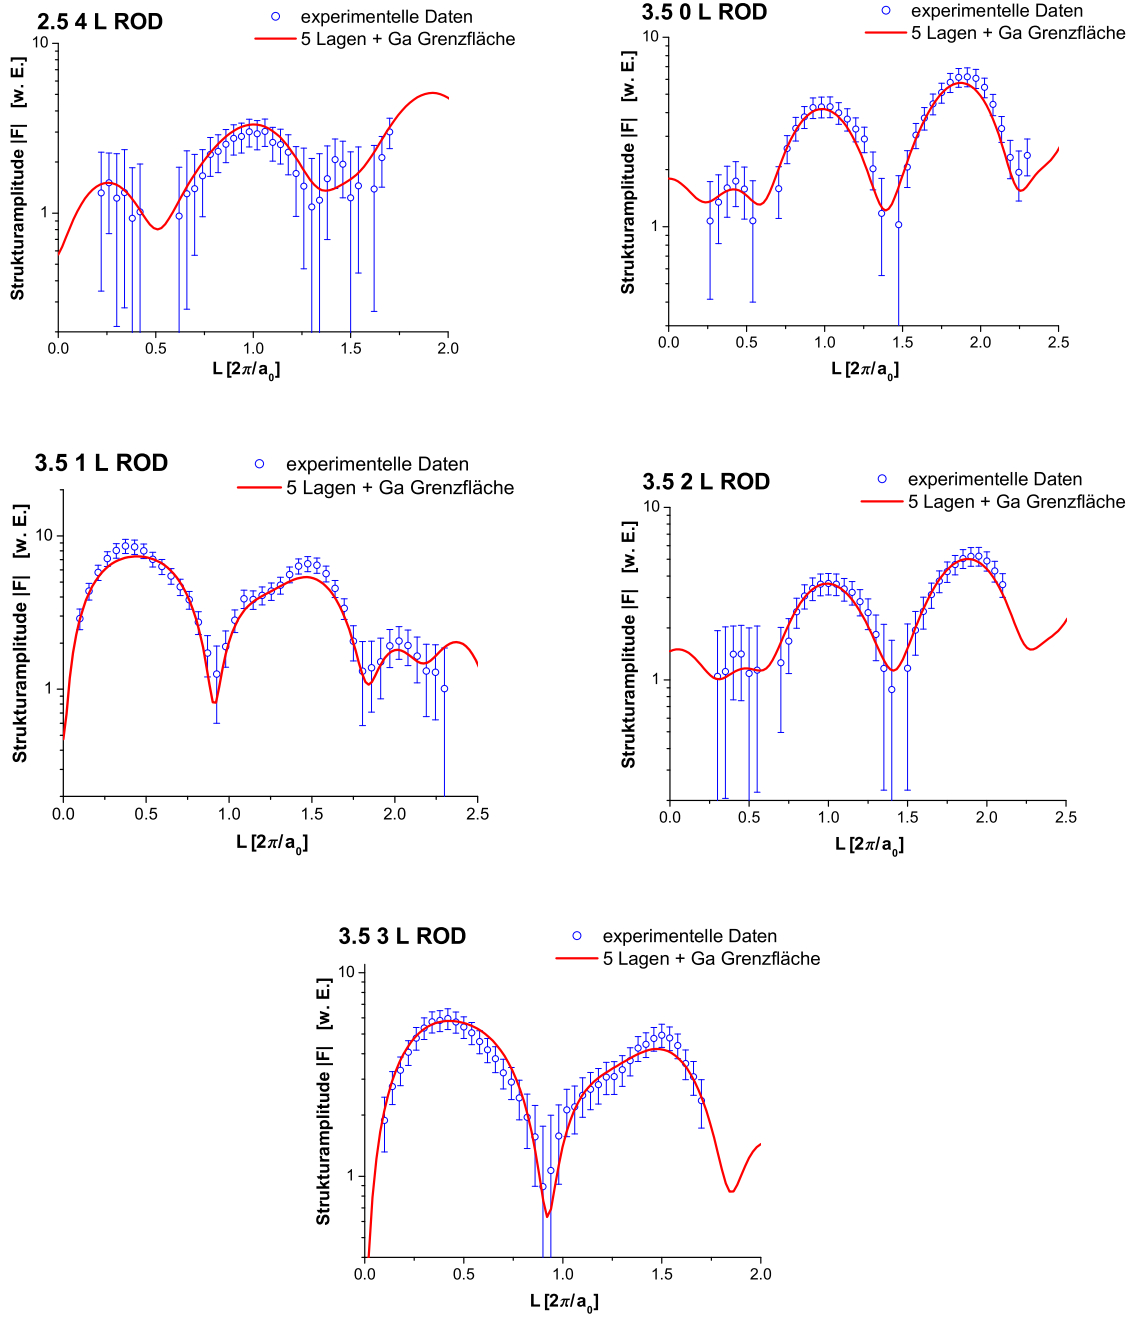 2.5 4 L ROD
experimentelle Daten
5 Lagen + Ga Grenzfläche
Strukturamplitude |F| [w. E.]
10
1
0.0 0.5 1.0 1.5 2.0
L [2π/a0]
3.5 0 L ROD
experimentelle Daten
5 Lagen + Ga Grenzfläche
Strukturamplitude |F| [w. E.]
10
1
0.0 0.5 1.0 1.5 2.0 2.5
L [2π/a0]
3.5 1 L ROD
experimentelle Daten
5 Lagen + Ga Grenzfläche
Strukturamplitude |F| [w. E.]
10
1
0.0 0.5 1.0 1.5 2.0 2.5
L [2π/a0]
3.5 2 L ROD
experimentelle Daten
5 Lagen + Ga Grenzfläche
Strukturamplitude |F| [w. E.]
10
1
0.0 0.5 1.0 1.5 2.0 2.5
L [2π/a0]
3.5 3 L ROD
experimentelle Daten
5 Lagen + Ga Grenzfläche
Strukturamplitude |F| [w. E.]
10
1
0.0 0.5 1.0 1.5 2.0
L [2π/a0]